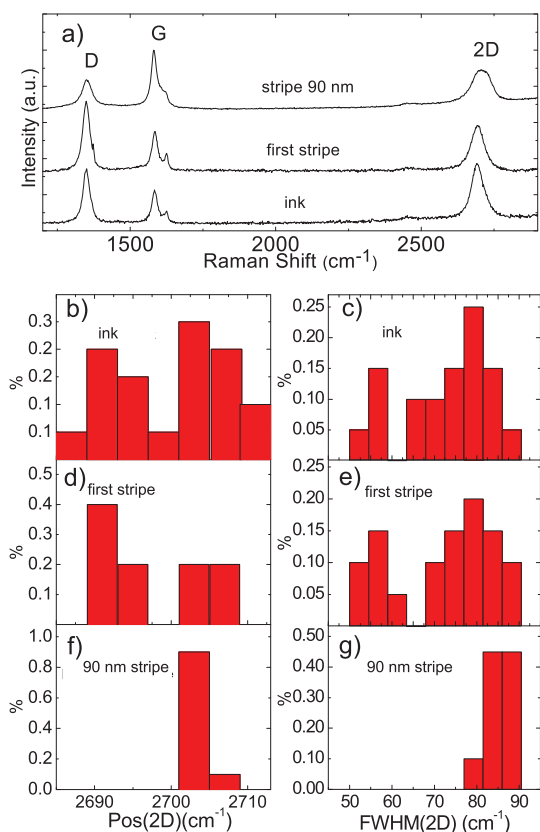 a)
D
G
2D
stripe 90 nm
first stripe
ink
Intensity (a.u.)
1500 2000 2500
Raman Shift (cm-1)
b)
ink
0.3
0.2
0.2
0.1
0.1
%
c)
ink
0.25
0.20
0.15
0.10
0.05
%
d)
first stripe
0.5
0.4
0.3
0.2
0.1
%
e)
first stripe
0.25
0.20
0.15
0.10
0.05
%
f)
90 nm stripe
1.0
0.8
0.6
0.4
0.2
0.0
%
2690 2700 2710
Pos(2D)(cm-1)
g)
90 nm stripe
0.50
0.40
0.30
0.20
0.10
0.00
%
50 60 70 80 90
FWHM(2D) (cm-1)